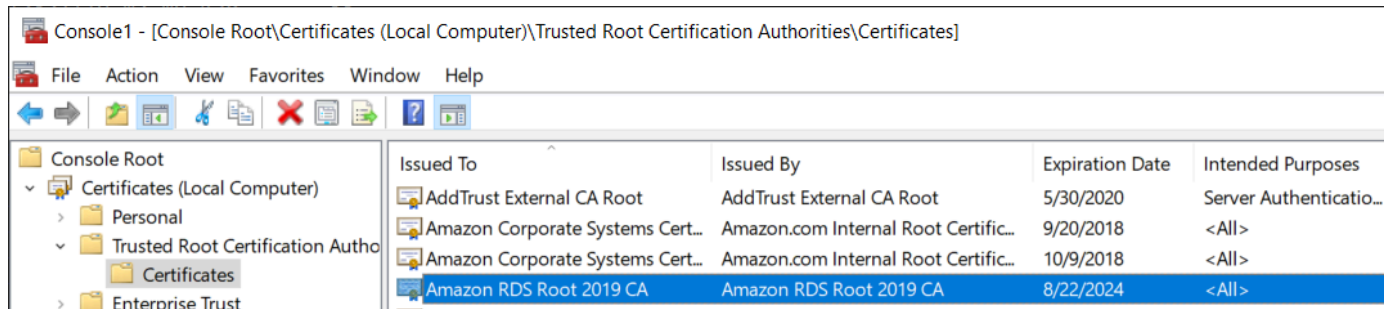 Console1 - [Console Root\Certificates (Local Computer)\Trusted Root Certification Authorities\Certificates]
File Action View Favorites Window Help
Console Root
Certificates (Local Computer)
Personal
Trusted Root Certification Autho
Certificates
Enterprise Trust
Issued To Issued By Expiration Date Intended Purposes
AddTrust External CA Root AddTrust External CA Root 5/30/2020 Server Authenticatio...
Amazon Corporate Systems Cert... Amazon.com Internal Root Certific... 9/20/2018 <All>
Amazon Corporate Systems Cert... Amazon.com Internal Root Certific... 10/9/2018 <All>
Amazon RDS Root 2019 CA Amazon RDS Root 2019 CA 8/22/2024 <All>